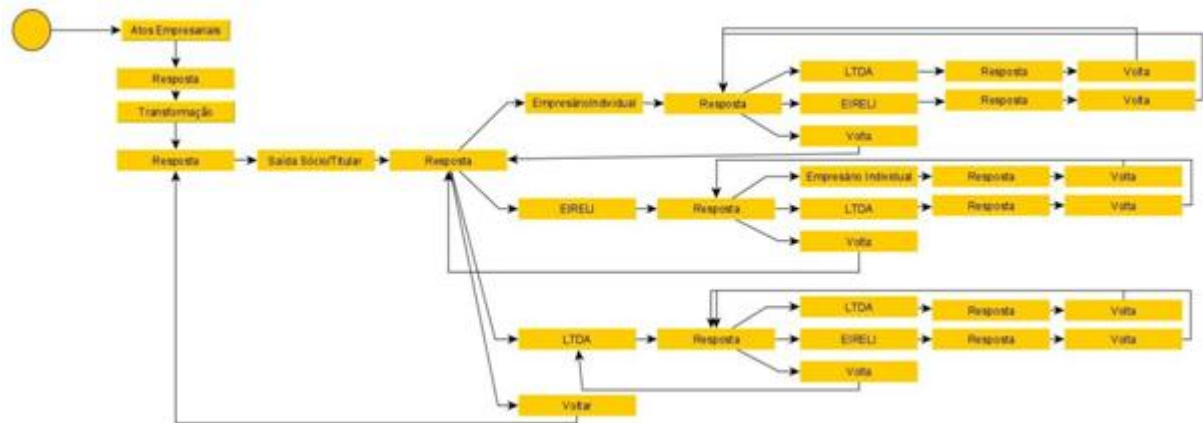 Atos Empresariais
Resposta
Transformação
Resposta
Saída Sócio/Titular
Resposta
EmpresárioIndividual
Resposta
LTDA
Resposta
Volta
EIRELI
Resposta
Volta
Volta
EIRELI
Resposta
Empresário Individual
Resposta
Volta
LTDA
Resposta
Volta
Volta
LTDA
Resposta
LTDA
Resposta
Volta
EIRELI
Resposta
Volta
Volta
Voltar